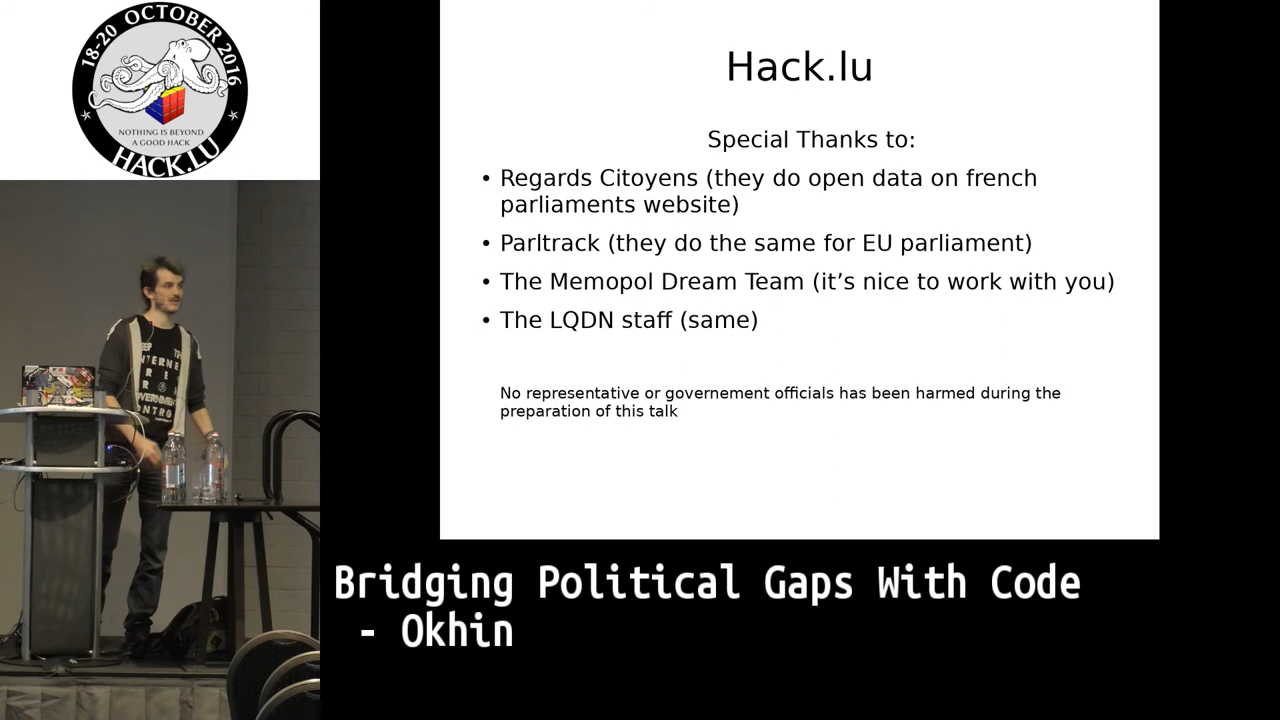 18-20 OCTOBER 2016
NOTHING IS BEYOND
A GOOD HACK
HACK.LU
Hack.lu
Special Thanks to:
• Regards Citoyens (they do open data on french
parliaments website)
• Parltrack (they do the same for EU parliament)
• The Memopol Dream Team (it’s nice to work with you)
• The LQDN staff (same)
No representative or governement officials has been harmed during the
preparation of this talk
Bridging Political Gaps With Code
- Okhin